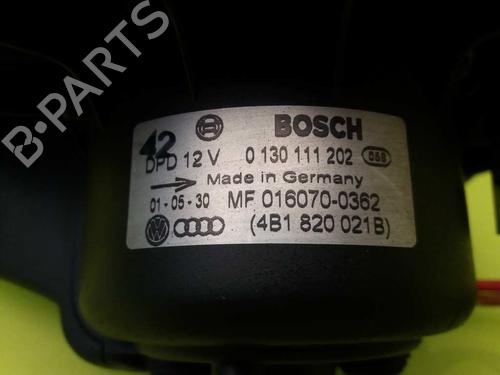 B-PARTS
42
BOSCH
DPD 12 V 0 130 111 202 058
Made in Germany
01-05-30 MF 016070-0362
(4B1 820 021B)